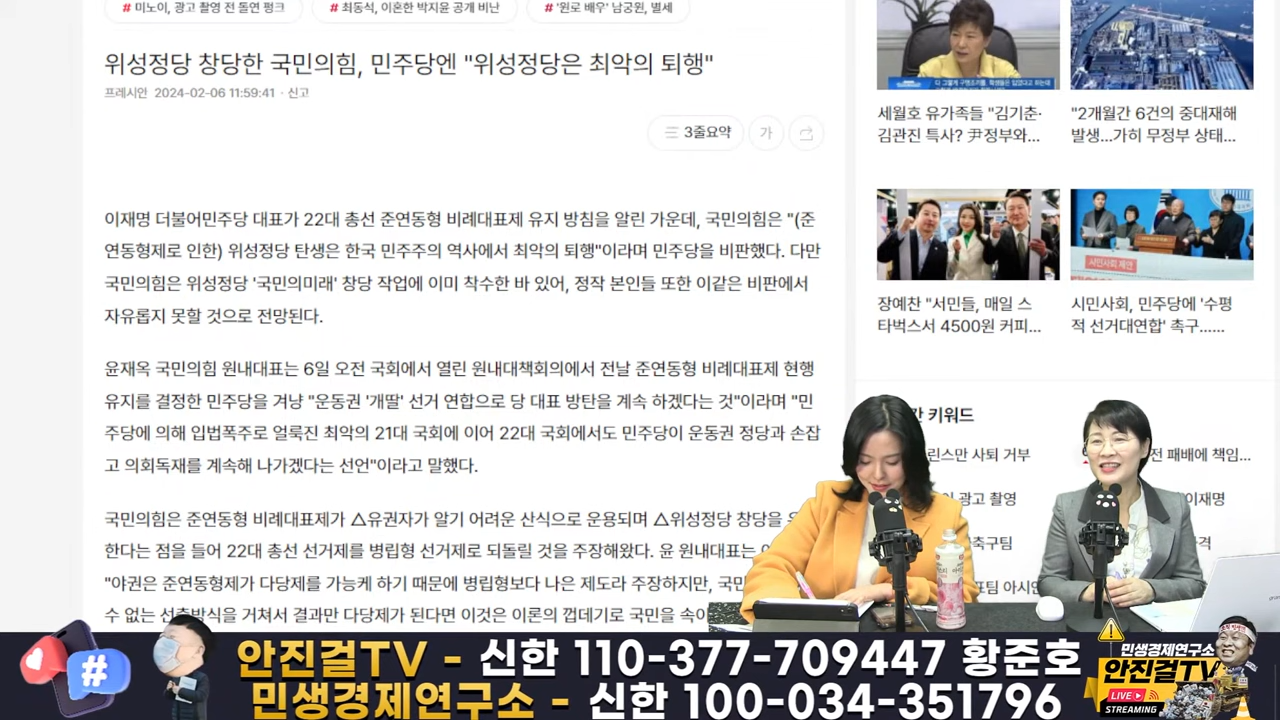 # 미노이, 광고 촬영 전 돌연 펑크
# 최동석, 이혼한 박지윤 공개 비난
# '원로 배우' 남궁원, 별세
위성정당 창당한 국민의힘, 민주당엔 "위성정당은 최악의 퇴행"
프레시안 2024-02-06 11:59:41 · 신고
3줄요약
가
이재명 더불어민주당 대표가 22대 총선 준연동형 비례대표제 유지 방침을 알린 가운데, 국민의힘은 "(준
연동형제로 인한) 위성정당 탄생은 한국 민주주의 역사에서 최악의 퇴행"이라며 민주당을 비판했다. 다만
국민의힘은 위성정당 '국민의미래' 창당 작업에 이미 착수한 바 있어, 정작 본인들 또한 이같은 비판에서
자유롭지 못할 것으로 전망된다.
윤재옥 국민의힘 원내대표는 6일 오전 국회에서 열린 원내대책회의에서 전날 준연동형 비례대표제 현행
유지를 결정한 민주당을 겨냥 "운동권 '개딸' 선거 연합으로 당 대표 방탄을 계속 하겠다는 것"이라며 "민
주당에 의해 입법폭주로 얼룩진 최악의 21대 국회에 이어 22대 국회에서도 민주당이 운동권 정당과 손잡
고 의회독재를 계속해 나가겠다는 선언"이라고 말했다.
국민의힘은 준연동형 비례대표제가 △유권자가 알기 어려운 산식으로 운용되며 △위성정당 창당을
한다는 점을 들어 22대 총선 선거제를 병립형 선거제로 되돌릴 것을 주장해왔다. 윤 원내대표는
"야권은 준연동형제가 다당제를 가능케 하기 때문에 병립형보다 나은 제도라 주장하지만,
수 없는 선출방식을 거쳐서 결과만 다당제가 된다면 이것은 이론의 껍데기로 국민을
세월호 유가족들 "김기춘·
김관진 특사? 尹정부와...
"2개월간 6건의 중대재해
발생...가히 무정부 상태...
장예찬 "서민들, 매일 스
타벅스서 4500원 커피...
서민사회 제안
시민사회, 민주당에 '수평
적 선거대연합' 촉구......
키워드
린스만 사퇴 거부
전 패배에 책임...
광고 촬영
이재명
축구팀
표팀 아시안
안진걸TV - 신한 110-377-709447 황준호
민생경제연구소 - 신한 100-034-351796
#
민생경제연구소
안진걸TV
LIVE
STREAMING